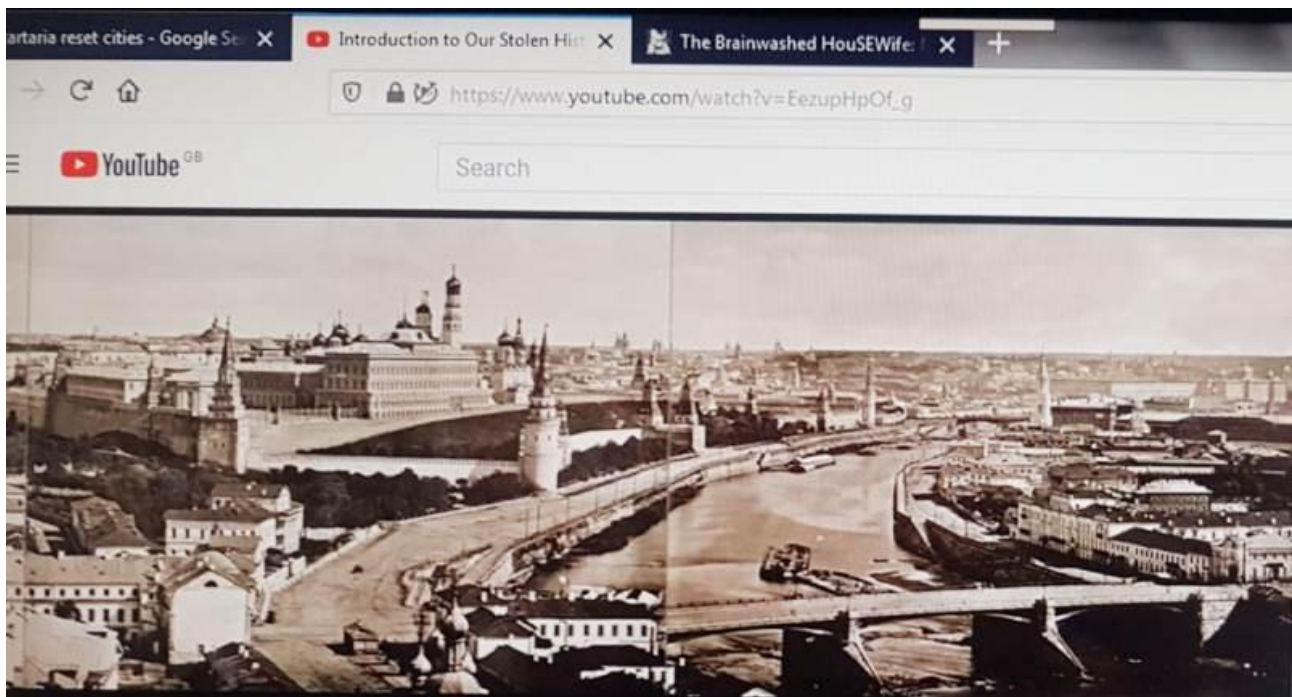 artaria reset cities - Google Se
Introduction to Our Stolen His
The Brainwashed HouSEWife:
https://www.youtube.com/watch?v=EezupHpOf_g
YouTube GB
Search